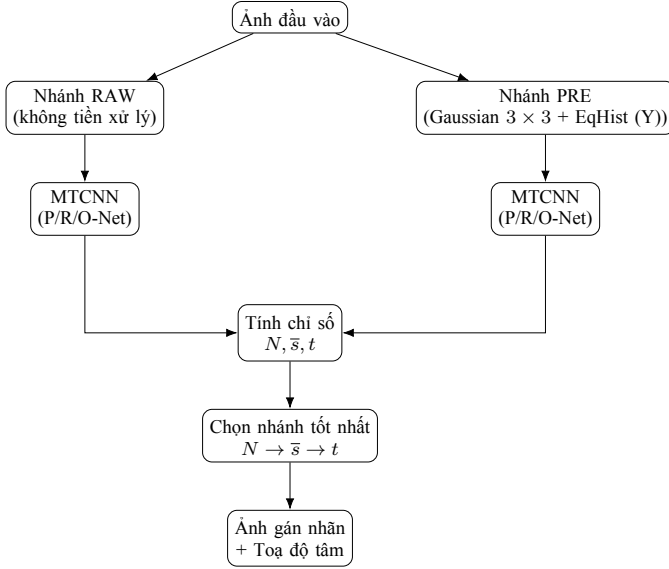 Ảnh đầu vào
Nhánh RAW
(không tiền xử lý)
Nhánh PRE
(Gaussian 3 × 3 + EqHist (Y))
MTCNN
(P/R/O-Net)
MTCNN
(P/R/O-Net)
Tính chỉ số
N, s̅, t
Chọn nhánh tốt nhất
N → s̅ → t
Ảnh gán nhãn
+ Toạ độ tâm